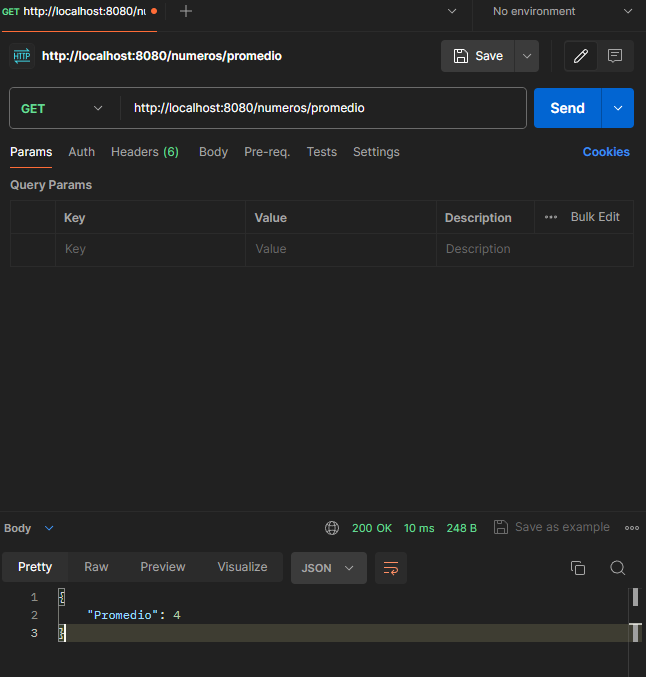 GET http://localhost:8080/nu
No environment
HTTP http://localhost:8080/numeros/promedio
Save
GET http://localhost:8080/numeros/promedio
Send
Params Auth Headers (6) Body Pre-req. Tests Settings Cookies
Query Params
Key Value Description Bulk Edit
Key Value Description
Body 200 OK 10 ms 248 B Save as example
Pretty Raw Preview Visualize JSON
1 {
2 "Promedio": 4
3 }